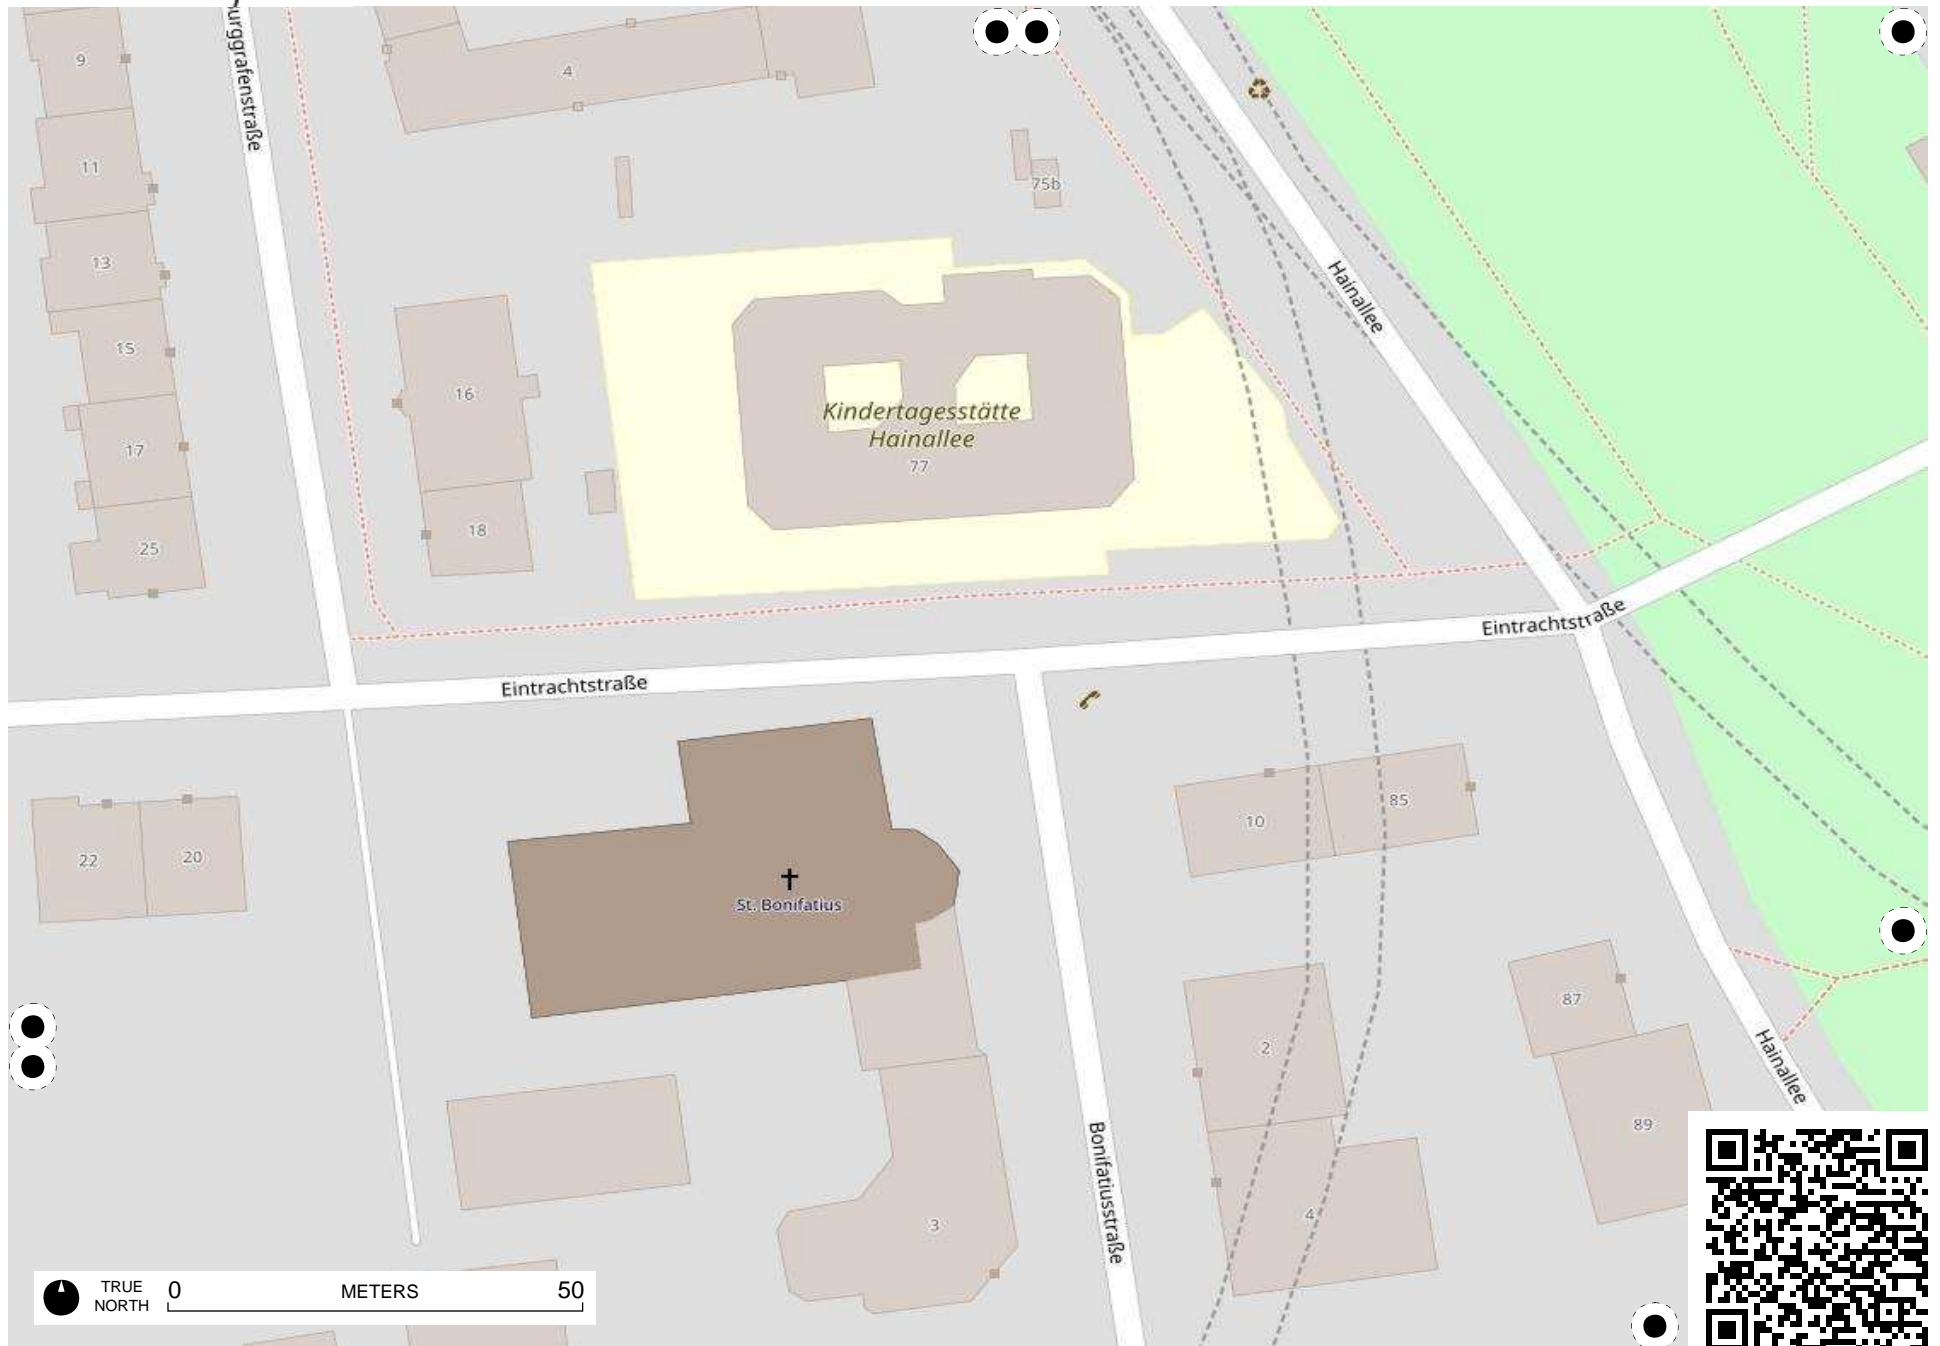 urggrafenstraße
9
4
11
75b
13
Hainallee
15
16
Kindertagesstätte
Hainallee
77
17
18
25
Eintrachtstraße
Eintrachtstraße
10
85
22
20
St. Bonifatius
87
2
Hainallee
89
Bonifatiusstraße
4
3
TRUE
NORTH
0
METERS
50